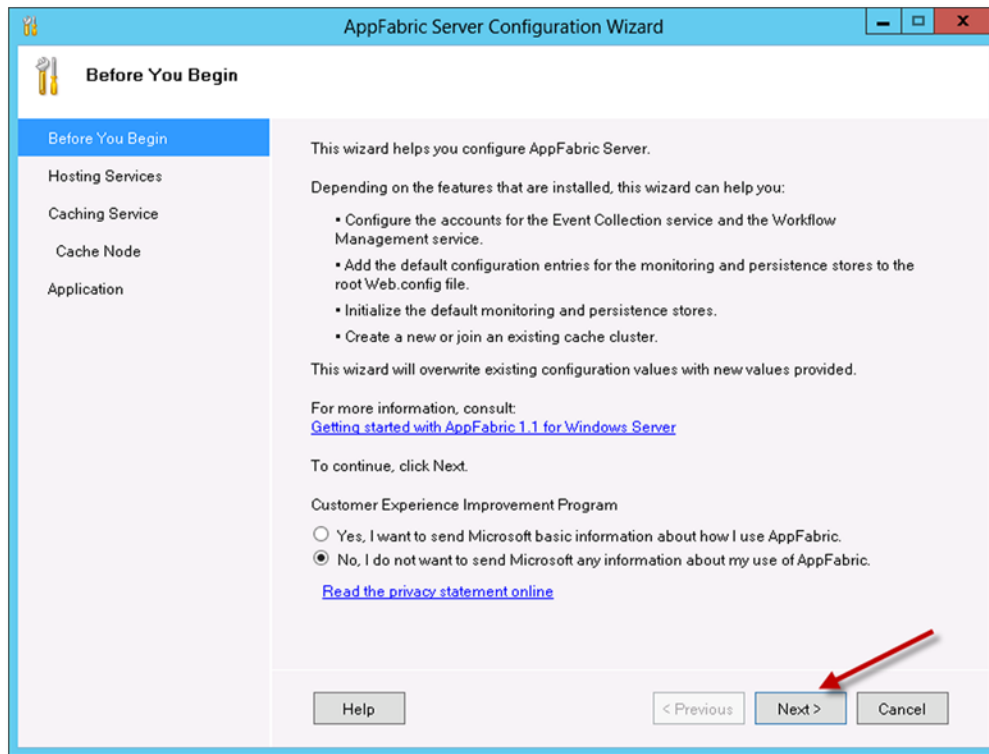 AppFabric Server Configuration Wizard
Before You Begin
Before You Begin
Hosting Services
Caching Service
Cache Node
Application
This wizard helps you configure AppFabric Server.
Depending on the features that are installed, this wizard can help you:
▪ Configure the accounts for the Event Collection service and the Workflow
Management service.
▪ Add the default configuration entries for the monitoring and persistence stores to the
root Web.config file.
▪ Initialize the default monitoring and persistence stores.
▪ Create a new or join an existing cache cluster.
This wizard will overwrite existing configuration values with new values provided.
For more information, consult:
Getting started with AppFabric 1.1 for Windows Server
To continue, click Next.
Customer Experience Improvement Program
Yes, I want to send Microsoft basic information about how I use AppFabric.
No, I do not want to send Microsoft any information about my use of AppFabric.
Read the privacy statement online
Help
< Previous
Next >
Cancel